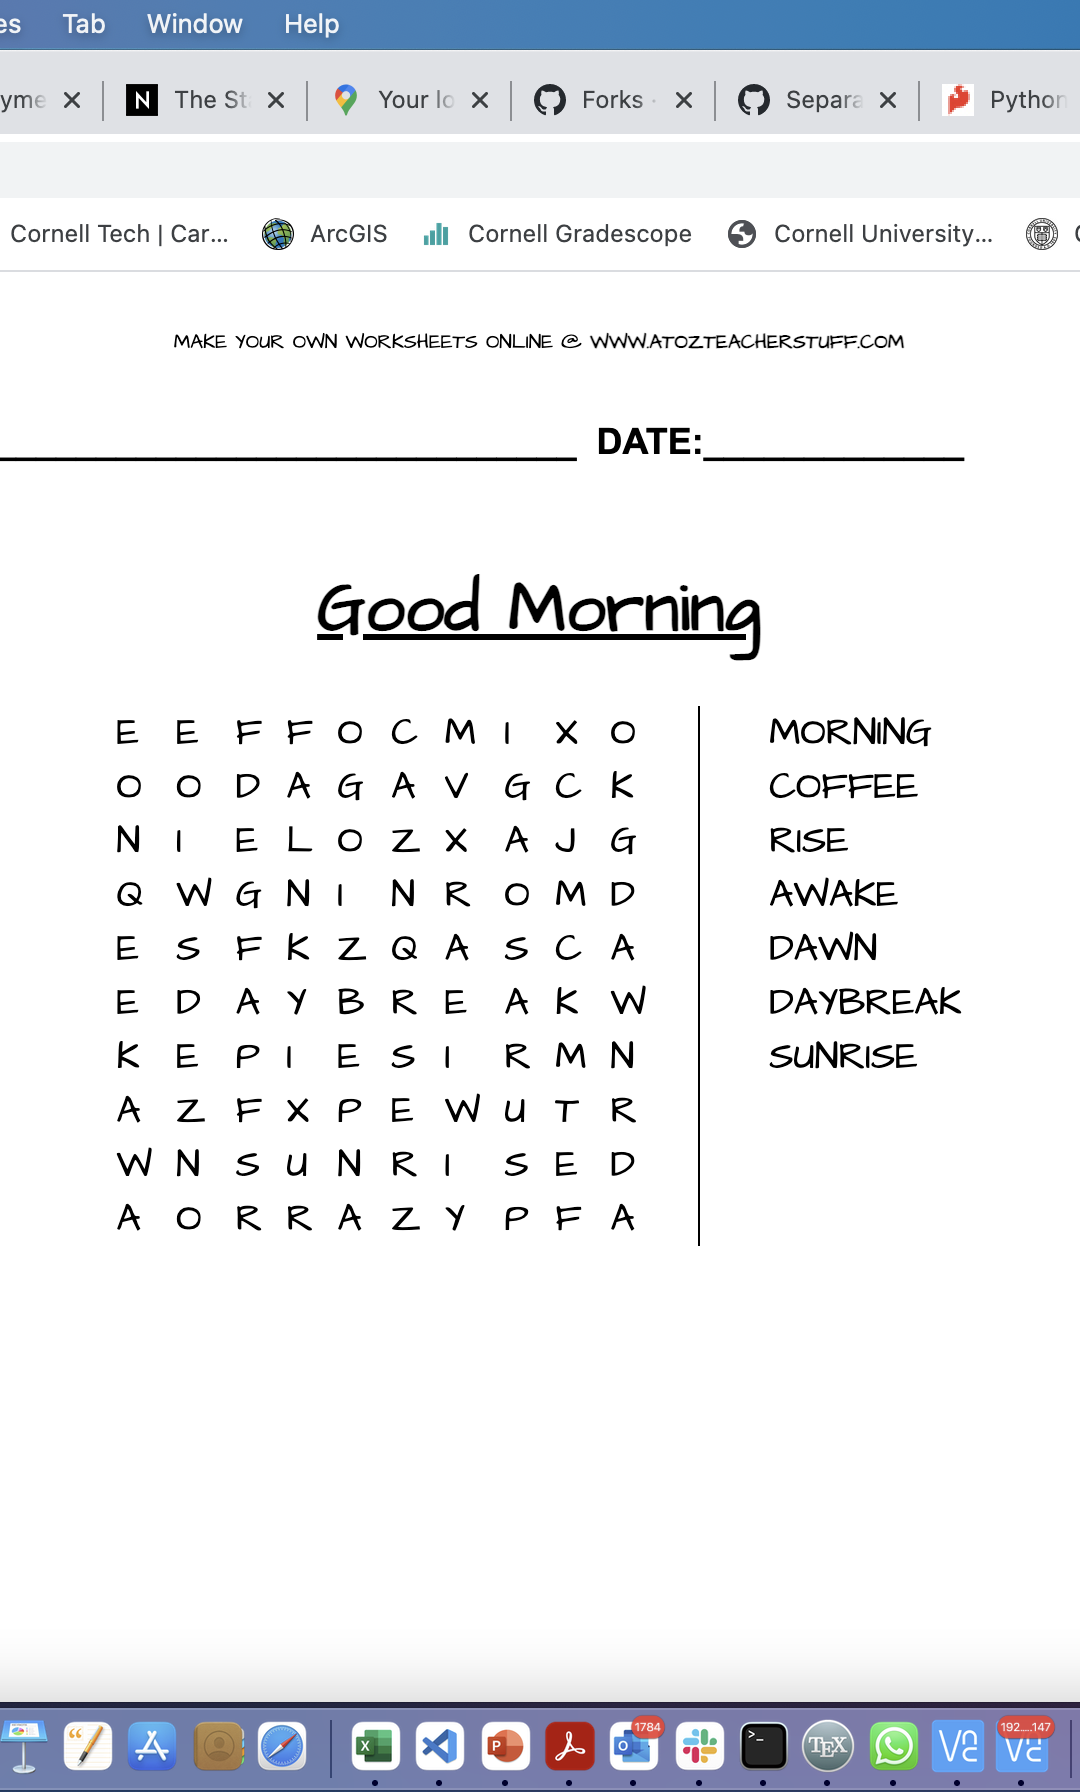 es Tab Window Help
yme The St Your lo Forks · Separa Python
Cornell Tech | Car... ArcGIS Cornell Gradescope Cornell University...
MAKE YOUR OWN WORKSHEETS ONLINE @ WWW.ATOZTEACHERSTUFF.COM
DATE:
Good Morning
E E F F O C M I X O MORNING
O O D A G A V G C K COFFEE
N I E L O Z X A J G RISE
Q W G N I N R O M D AWAKE
E S F K Z Q A S C A DAWN
E D A Y B R E A K W DAYBREAK
K E P I E S I R M N SUNRISE
A Z F X P E W U T R
W N S U N R I S E D
A O R R A Z Y P F A
1784 192....147